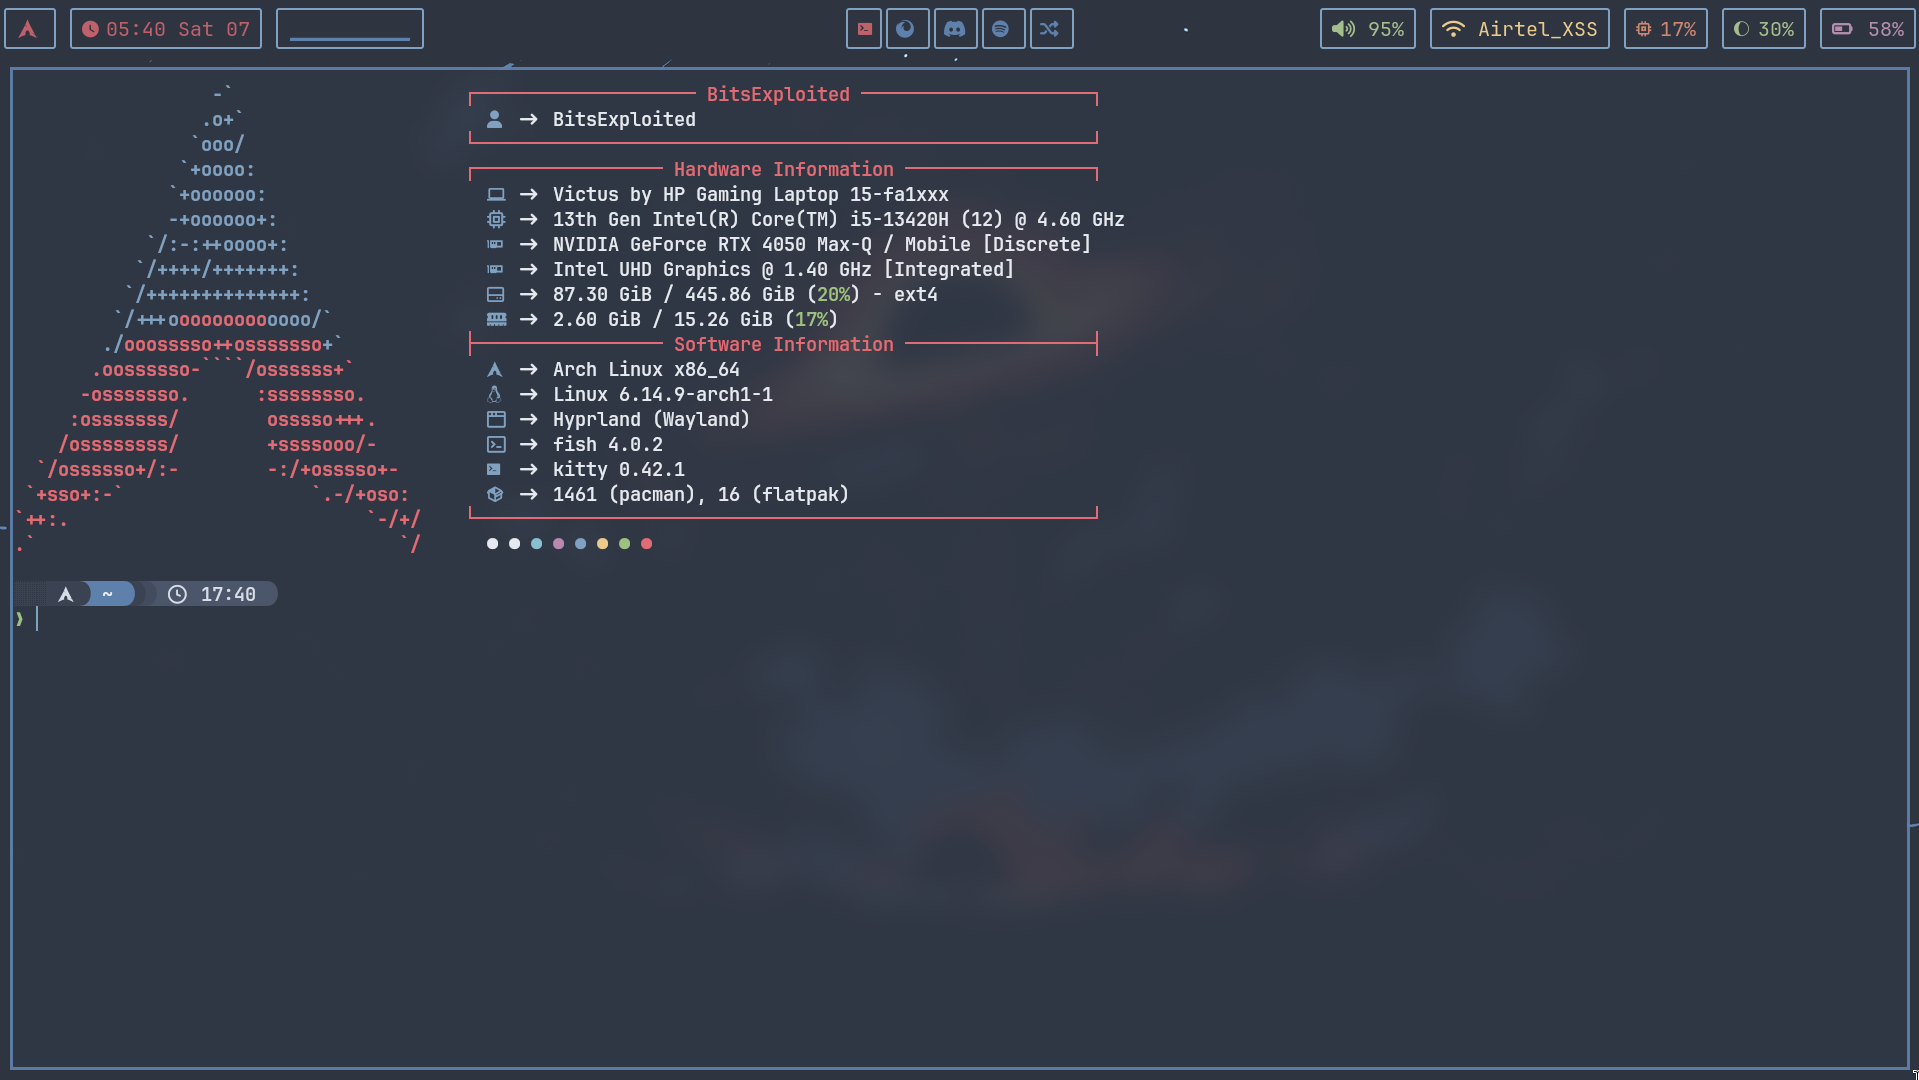 05:40 Sat 07
95%
Airtel_XSS
17%
30%
58%
-`
.o+`
`ooo/
`+oooo:
`+oooooo:
-+oooooo+:
`/:-:++oooo+:
`/++++/+++++++:
`/++++++++++++++:
`/+++ooooooooooooo/`
./ooosssso++osssssso+`
.oossssso-````/ossssss+`
-osssssso. :ssssssso.
:osssssss/ osssso+++.
/ossssssss/ +ssssooo/-
`/ossssso+/:- -:/+osssso+-
`+sso+:-` `.-/+oso:
`++:. `-/+/
.` `/
BitsExploited
→ BitsExploited
Hardware Information
→ Victus by HP Gaming Laptop 15-fa1xxx
→ 13th Gen Intel(R) Core(TM) i5-13420H (12) @ 4.60 GHz
→ NVIDIA GeForce RTX 4050 Max-Q / Mobile [Discrete]
→ Intel UHD Graphics @ 1.40 GHz [Integrated]
→ 87.30 GiB / 445.86 GiB (20%) - ext4
→ 2.60 GiB / 15.26 GiB (17%)
Software Information
→ Arch Linux x86_64
→ Linux 6.14.9-arch1-1
→ Hyprland (Wayland)
→ fish 4.0.2
→ kitty 0.42.1
→ 1461 (pacman), 16 (flatpak)
~ 17:40
❯